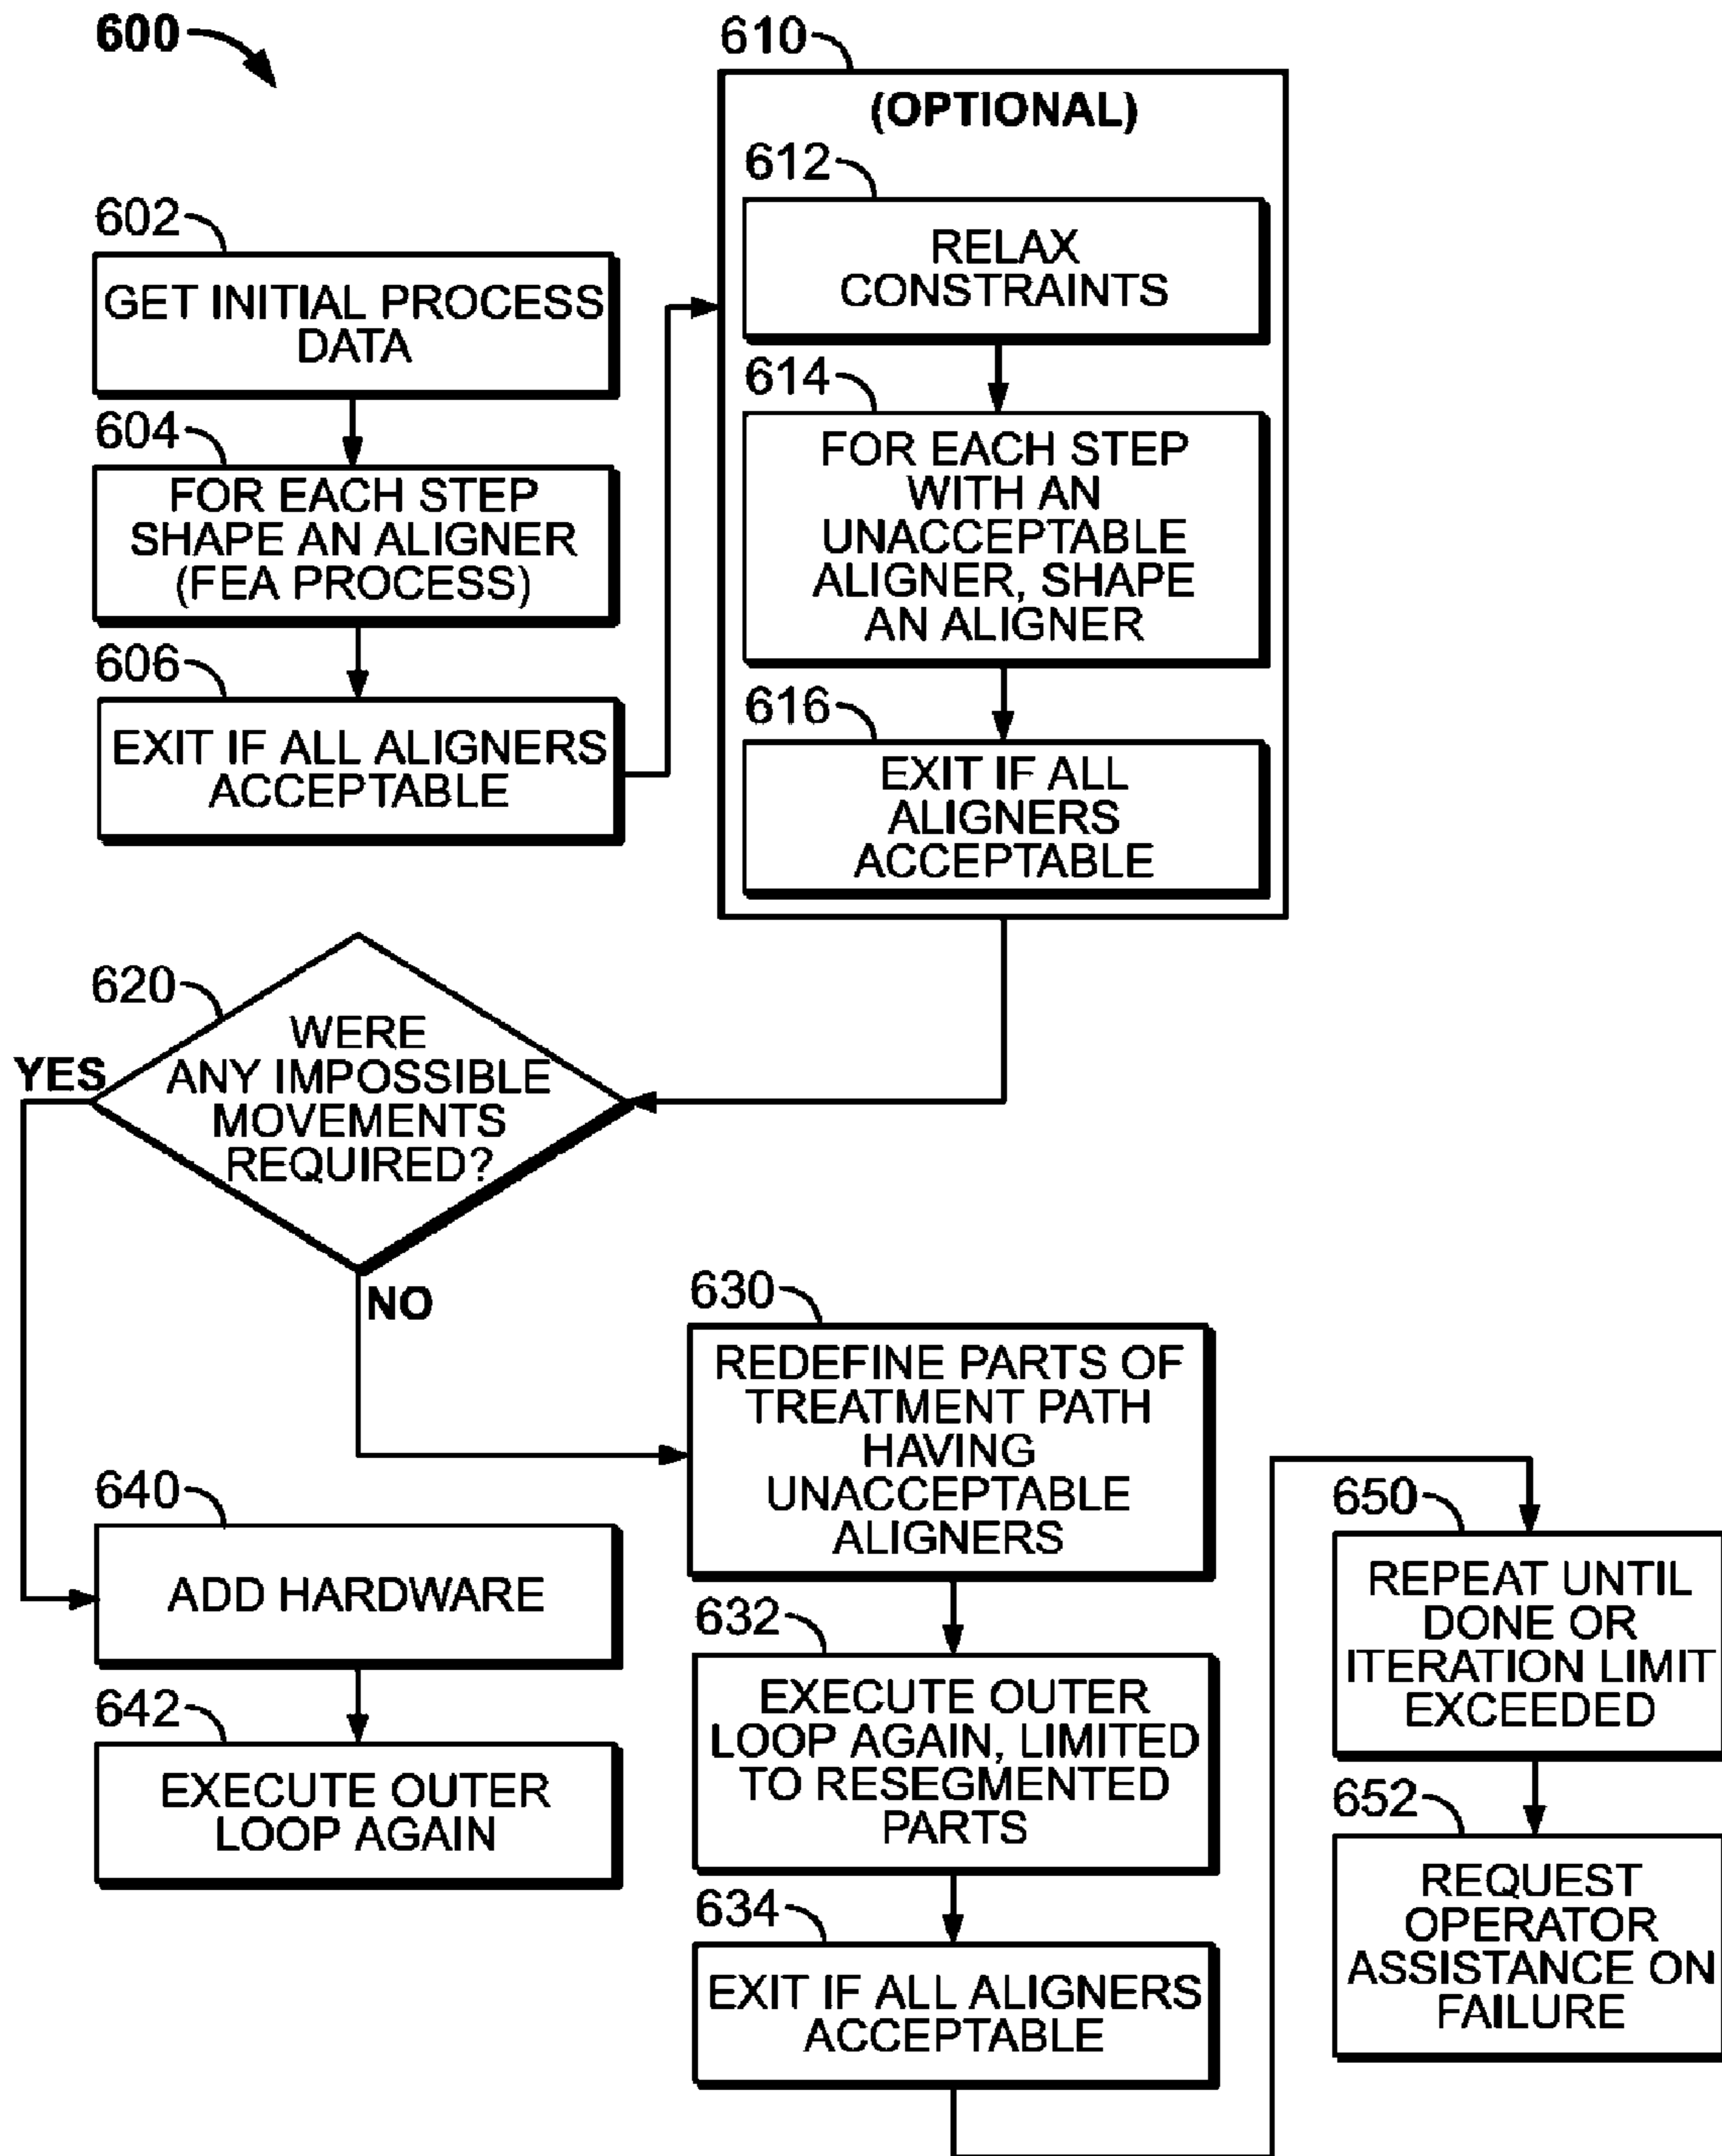 600
602
GET INITIAL PROCESS
DATA
604
FOR EACH STEP
SHAPE AN ALIGNER
(FEA PROCESS)
606
EXIT IF ALL ALIGNERS
ACCEPTABLE
610
(OPTIONAL)
612
RELAX
CONSTRAINTS
614
FOR EACH STEP
WITH AN
UNACCEPTABLE
ALIGNER, SHAPE
AN ALIGNER
616
EXIT IF ALL
ALIGNERS
ACCEPTABLE
620
WERE
ANY IMPOSSIBLE
MOVEMENTS
REQUIRED?
YES
NO
640
ADD HARDWARE
642
EXECUTE OUTER
LOOP AGAIN
630
REDEFINE PARTS OF
TREATMENT PATH
HAVING
UNACCEPTABLE
ALIGNERS
632
EXECUTE OUTER
LOOP AGAIN, LIMITED
TO RESEGMENTED
PARTS
634
EXIT IF ALL ALIGNERS
ACCEPTABLE
650
REPEAT UNTIL
DONE OR
ITERATION LIMIT
EXCEEDED
652
REQUEST
OPERATOR
ASSISTANCE ON
FAILURE